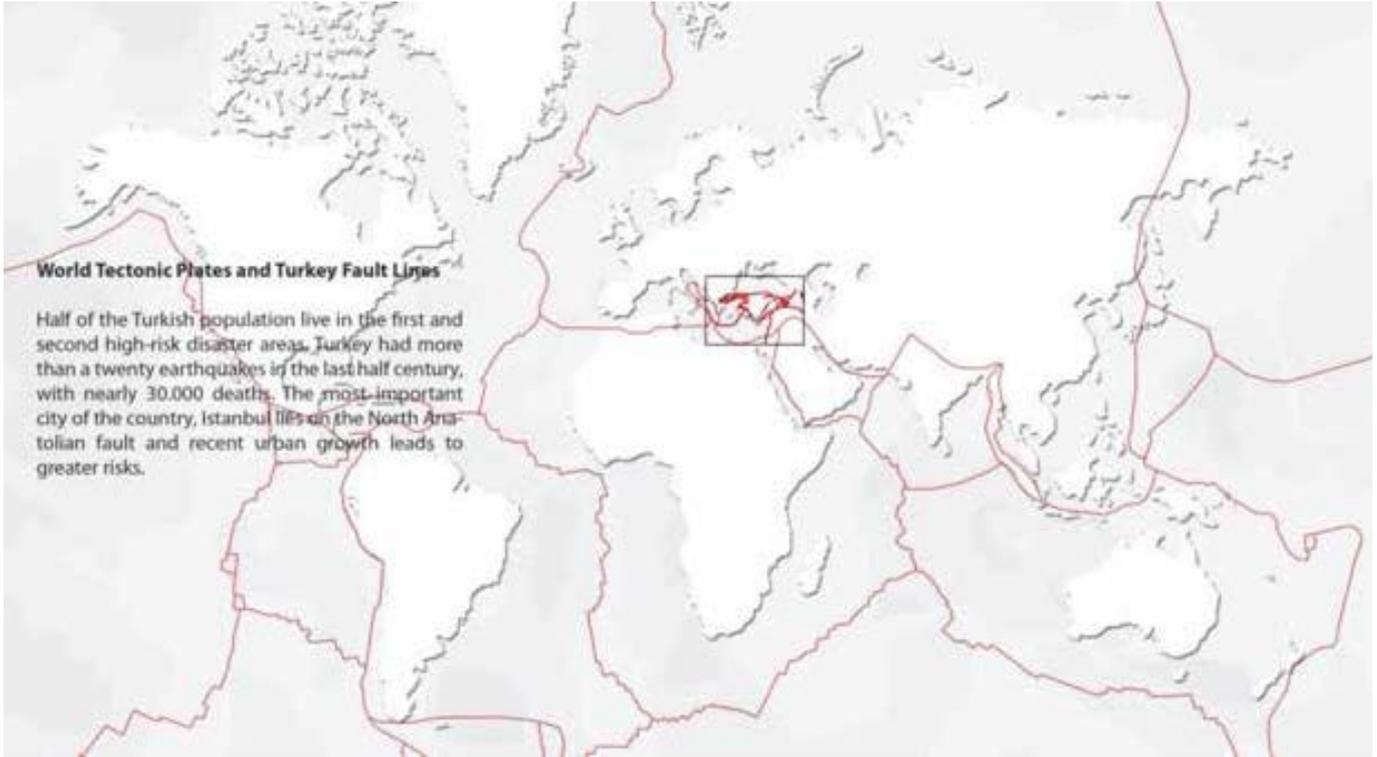 World Tectonic Plates and Turkey Fault Lines
Half of the Turkish population live in the first and
second high-risk disaster areas. Turkey had more
than a twenty earthquakes in the last half century,
with nearly 30.000 deaths. The most important
city of the country, Istanbul lies on the North Ana-
tolian fault and recent urban growth leads to
greater risks.